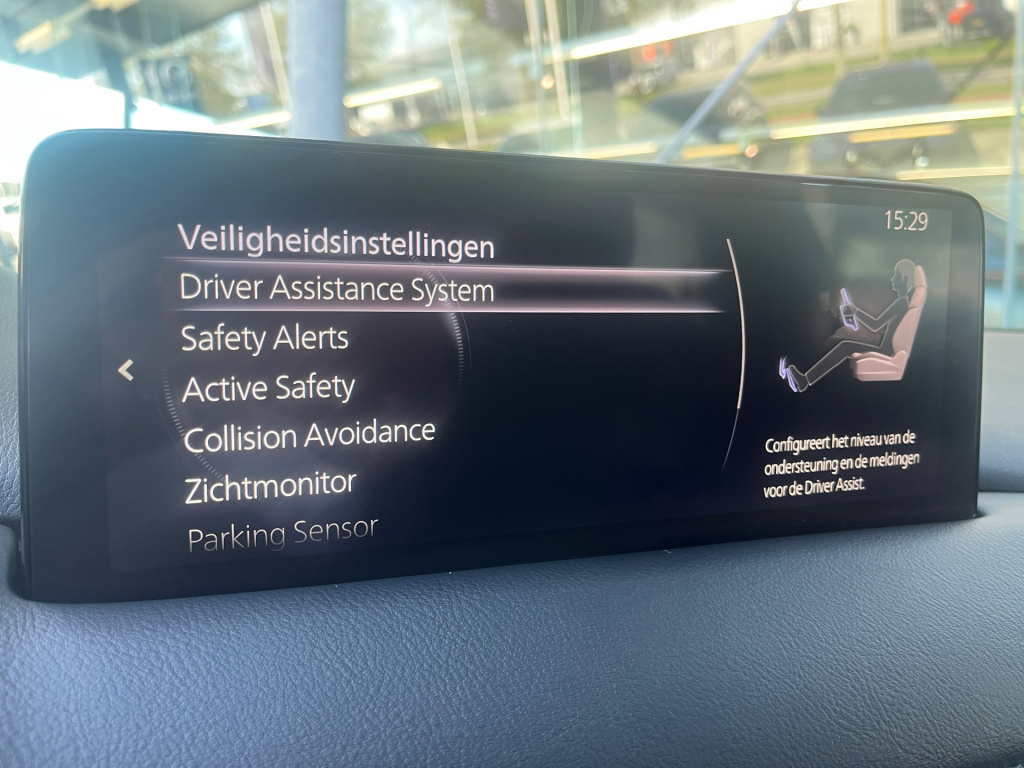 15:29
Veiligheidsinstellingen
Driver Assistance System
Safety Alerts
Active Safety
Collision Avoidance
Zichtmonitor
Parking Sensor
Configureert het niveau van de
ondersteuning en de meldingen
voor de Driver Assist.